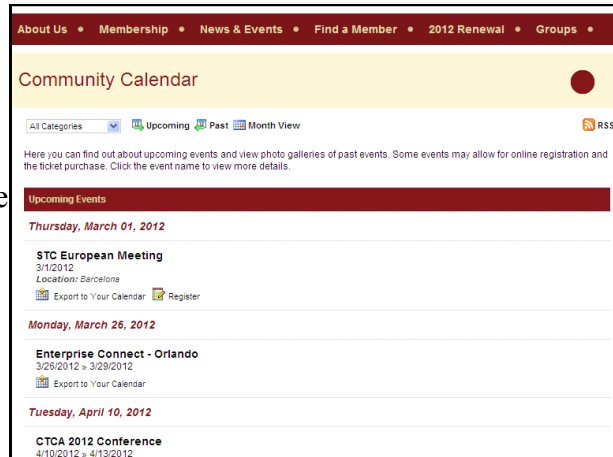 About Us • Membership • News & Events • Find a Member • 2012 Renewal • Groups •
Community Calendar
All Categories Upcoming Past Month View RSS
Here you can find out about upcoming events and view photo galleries of past events. Some events may allow for online registration and
the ticket purchase. Click the event name to view more details.
e
Upcoming Events
Thursday, March 01, 2012
STC European Meeting
3/1/2012
Location: Barcelona
Export to Your Calendar Register
Monday, March 26, 2012
Enterprise Connect - Orlando
3/26/2012 » 3/29/2012
Export to Your Calendar
Tuesday, April 10, 2012
CTCA 2012 Conference
4/10/2012 » 4/13/2012